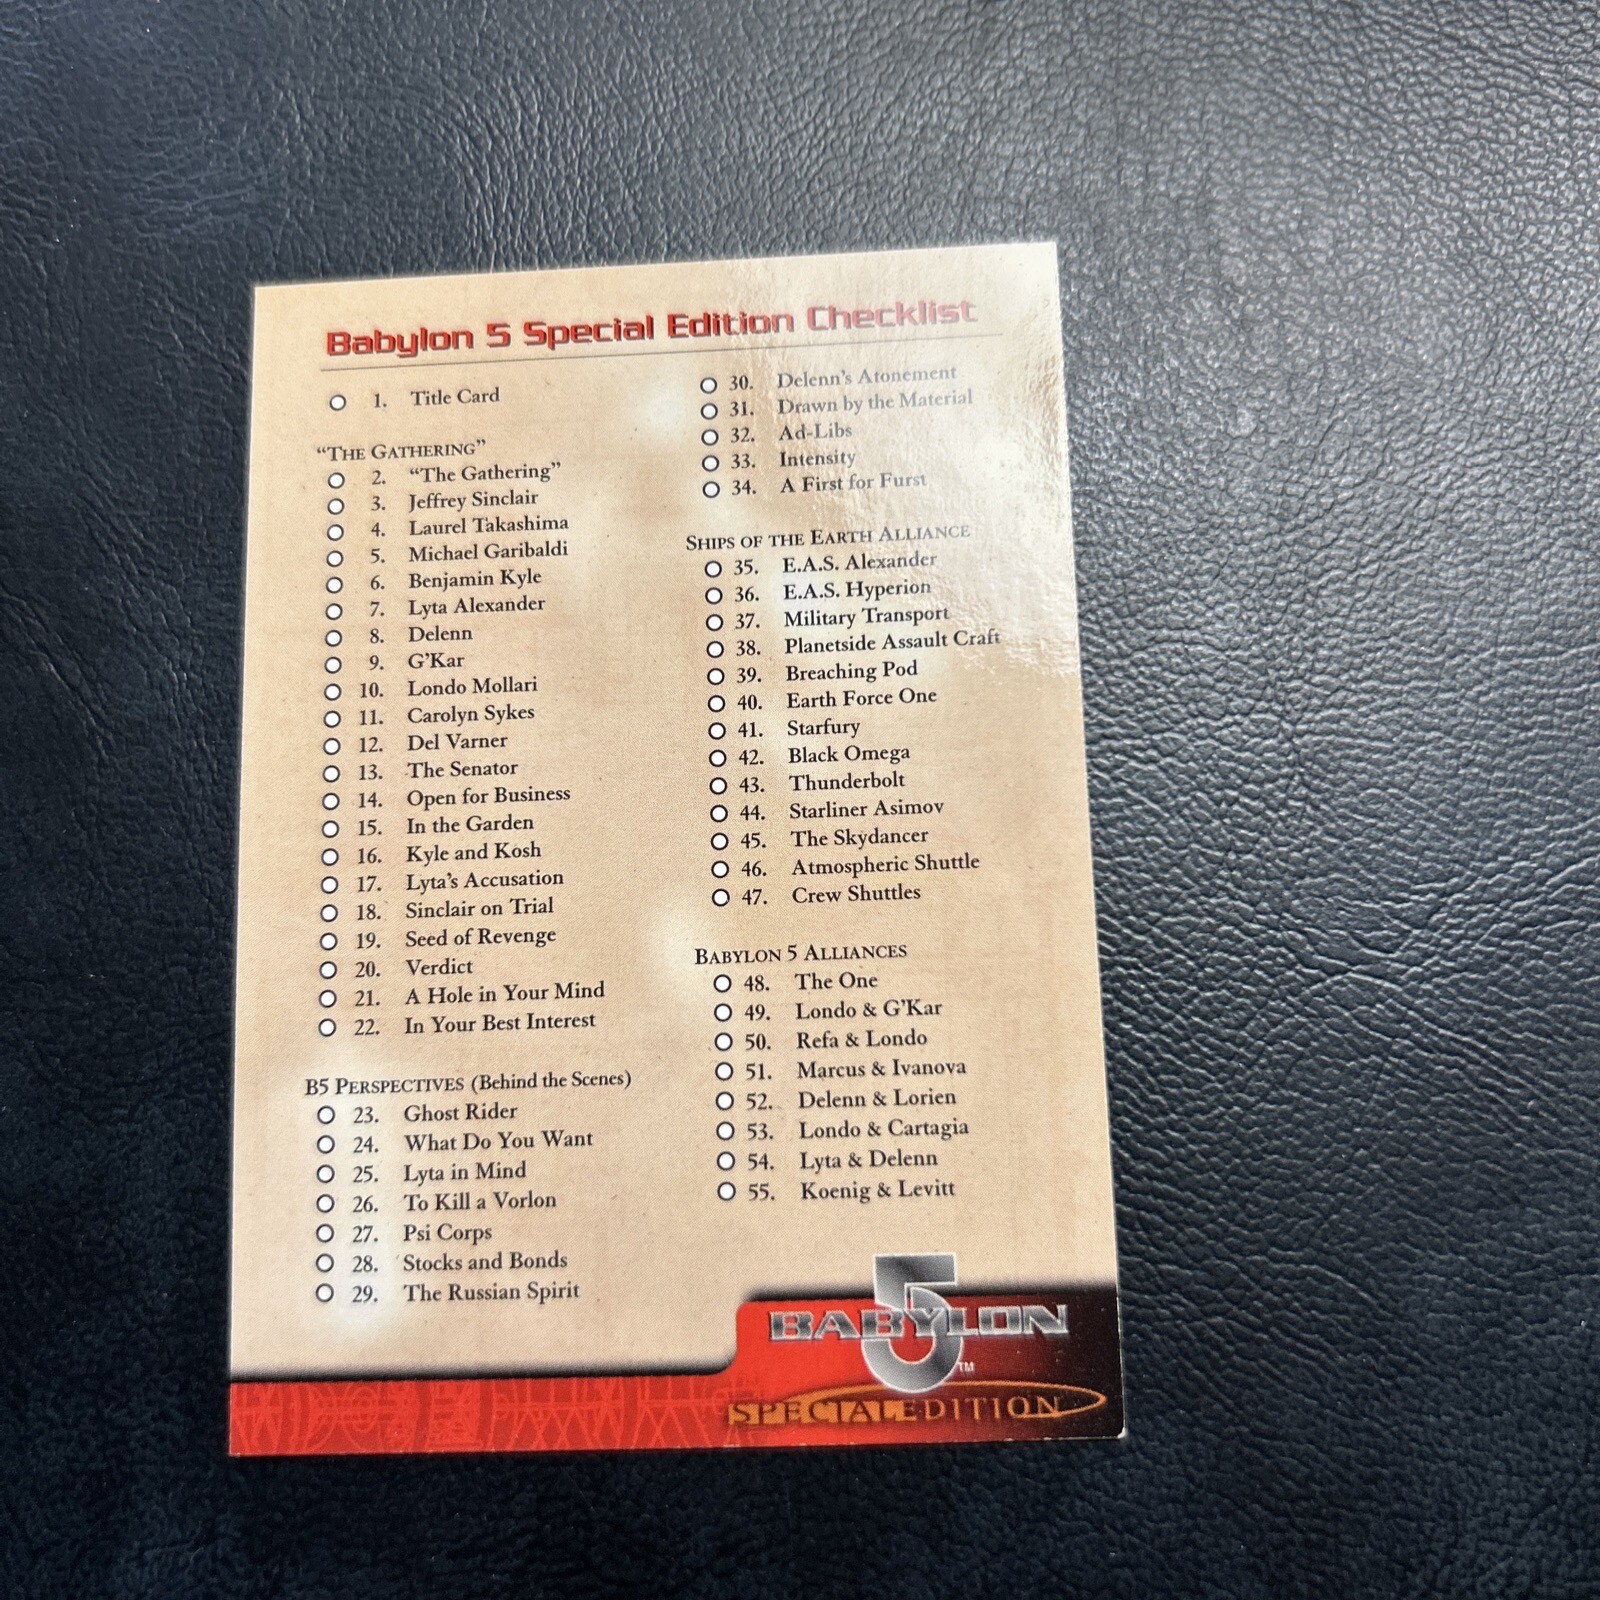 Babylon 5 Special Edition Checklist
1. Title Card
"THE GATHERING"
2. "The Gathering"
3. Jeffrey Sinclair
4. Laurel Takashima
5. Michael Garibaldi
6. Benjamin Kyle
7. Lyta Alexander
8. Delenn
9. G'Kar
10. Londo Mollari
11. Carolyn Sykes
12. Del Varner
13. The Senator
14. Open for Business
15. In the Garden
16. Kyle and Kosh
17. Lyta's Accusation
18. Sinclair on Trial
19. Seed of Revenge
20. Verdict
21. A Hole in Your Mind
22. In Your Best Interest
B5 PERSPECTIVES (Behind the Scenes)
23. Ghost Rider
24. What Do You Want
25. Lyta in Mind
26. To Kill a Vorlon
27. Psi Corps
28. Stocks and Bonds
29. The Russian Spirit
30. Delenn's Atonement
31. Drawn by the Material
32. Ad-Libs
33. Intensity
34. A First for Furst
SHIPS OF THE EARTH ALLIANCE
35. E.A.S. Alexander
36. E.A.S. Hyperion
37. Military Transport
38. Planetside Assault Craft
39. Breaching Pod
40. Earth Force One
41. Starfury
42. Black Omega
43. Thunderbolt
44. Starliner Asimov
45. The Skydancer
46. Atmospheric Shuttle
47. Crew Shuttles
BABYLON 5 ALLIANCES
48. The One
49. Londo & G'Kar
50. Refa & Londo
51. Marcus & Ivanova
52. Delenn & Lorien
53. Londo & Cartagia
54. Lyta & Delenn
55. Koenig & Levitt
BABYLON 5 TM
SPECIAL EDITION